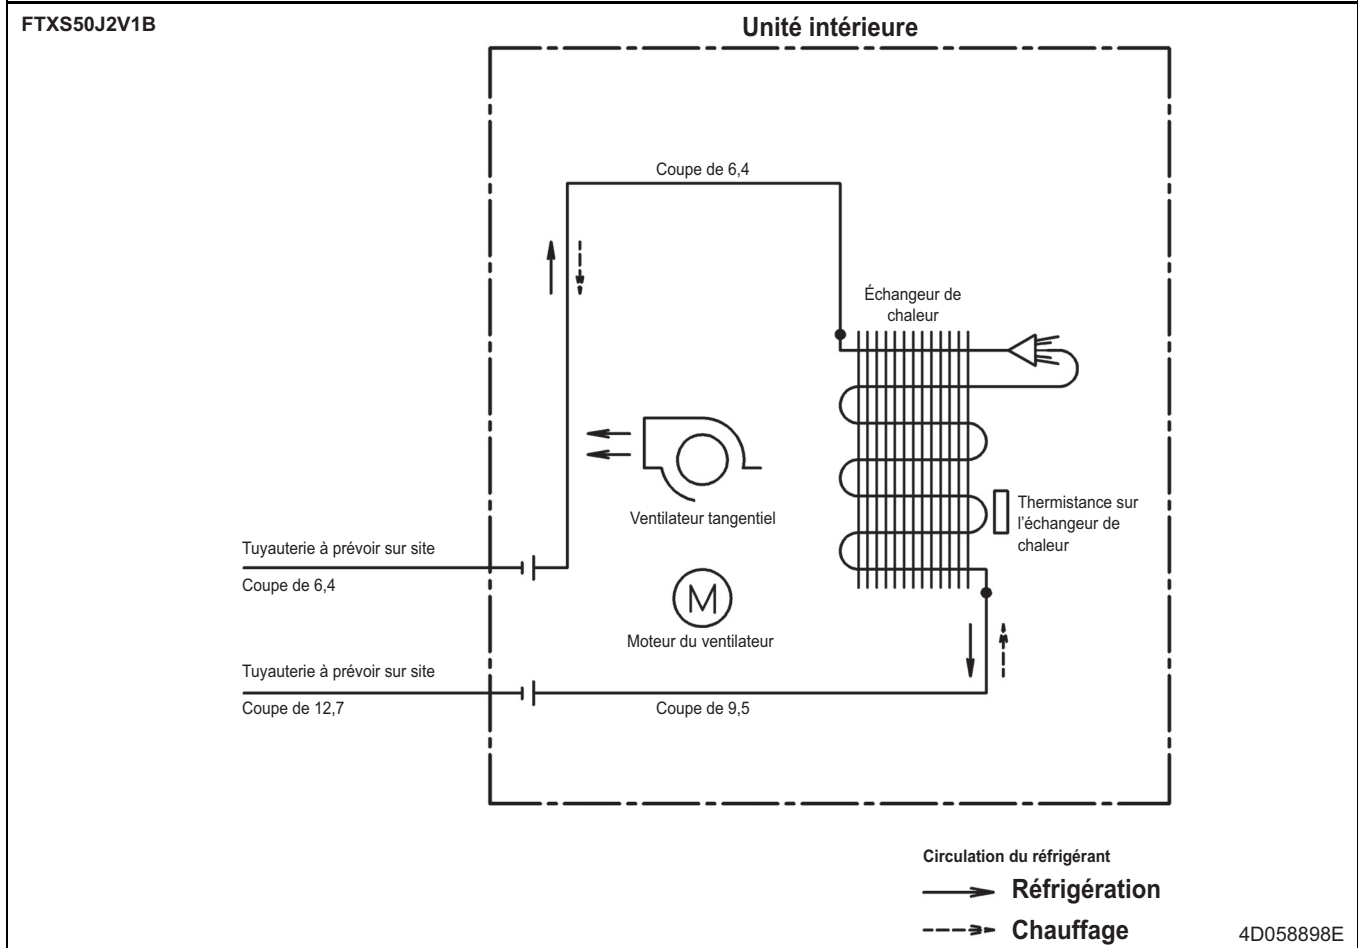 FTXS50J2V1B
Unité intérieure
Coupe de 6,4
Échangeur de
chaleur
Ventilateur tangentiel
Thermistance sur
l'échangeur de
chaleur
Tuyauterie à prévoir sur site
Coupe de 6,4
M
Moteur du ventilateur
Tuyauterie à prévoir sur site
Coupe de 12,7
Coupe de 9,5
Circulation du réfrigérant
Réfrigération
Chauffage
4D058898E